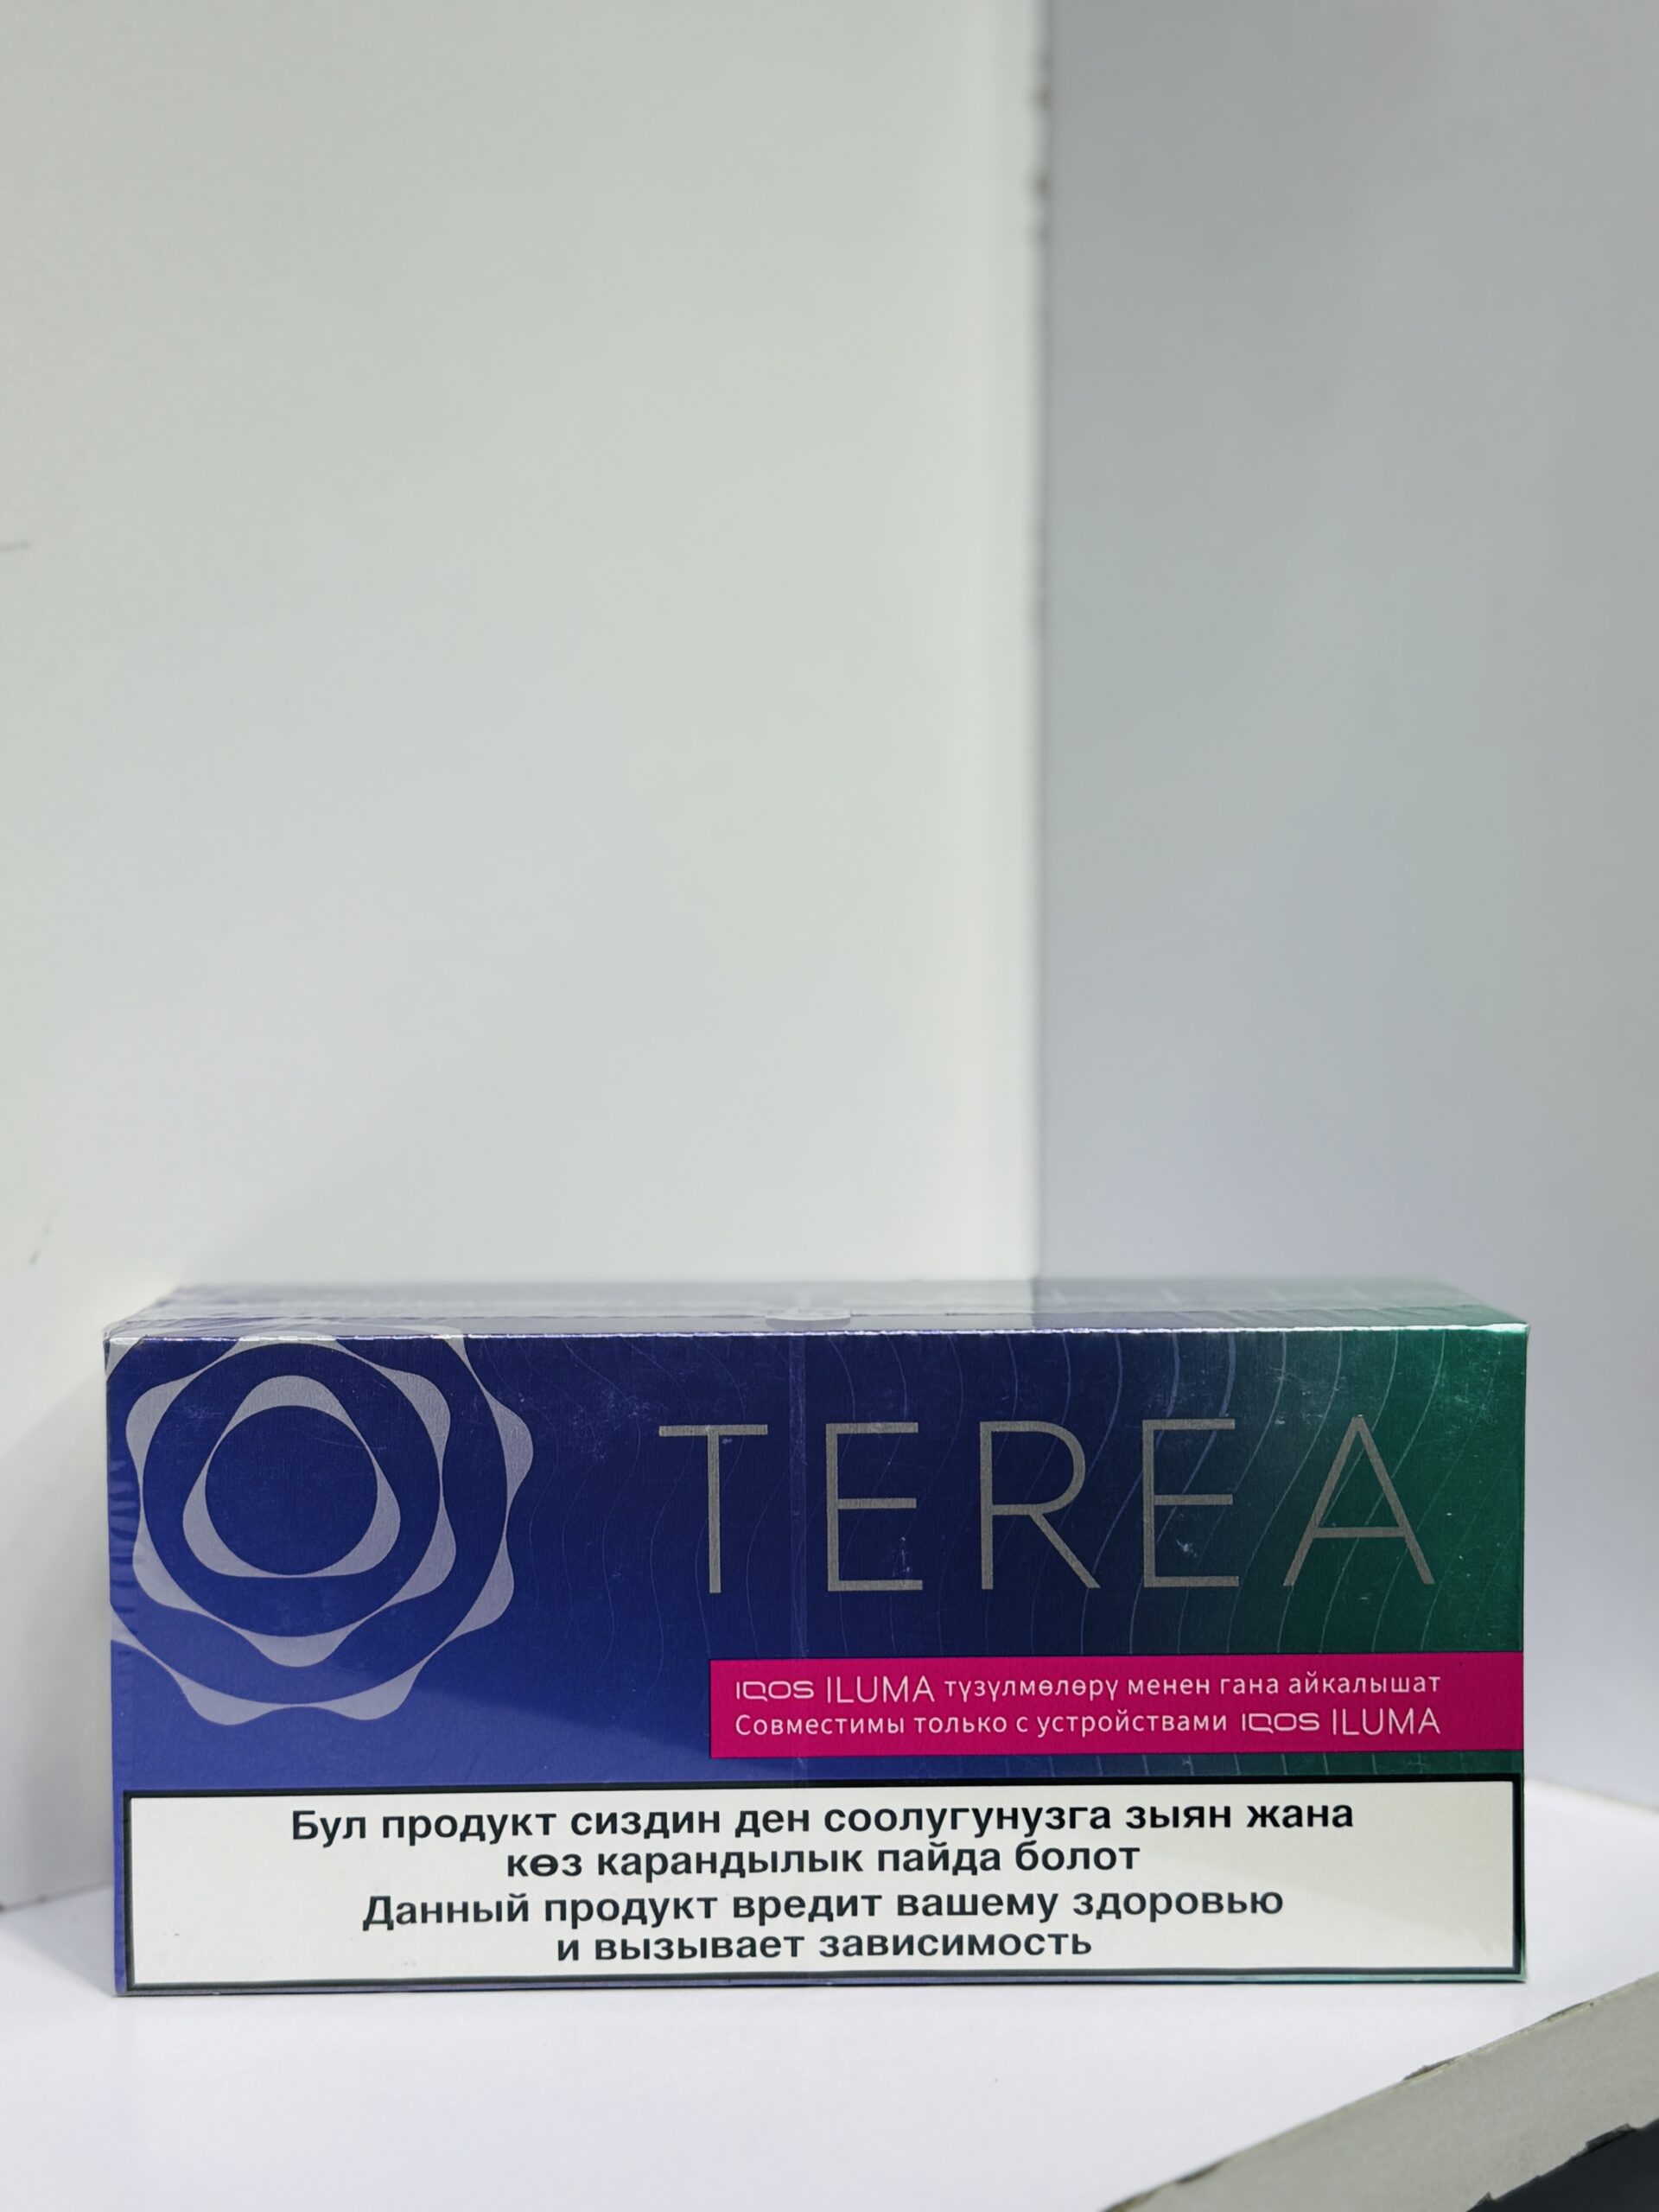 TEREA
IQOS ILUMA түзүлмөлөрү менен гана айкалышат
Совместимы только с устройствами IQOS ILUMA
Бул продукт сиздин ден соолугунузга зыян жана
көз карандылык пайда болот
Данный продукт вредит вашему здоровью
и вызывает зависимость